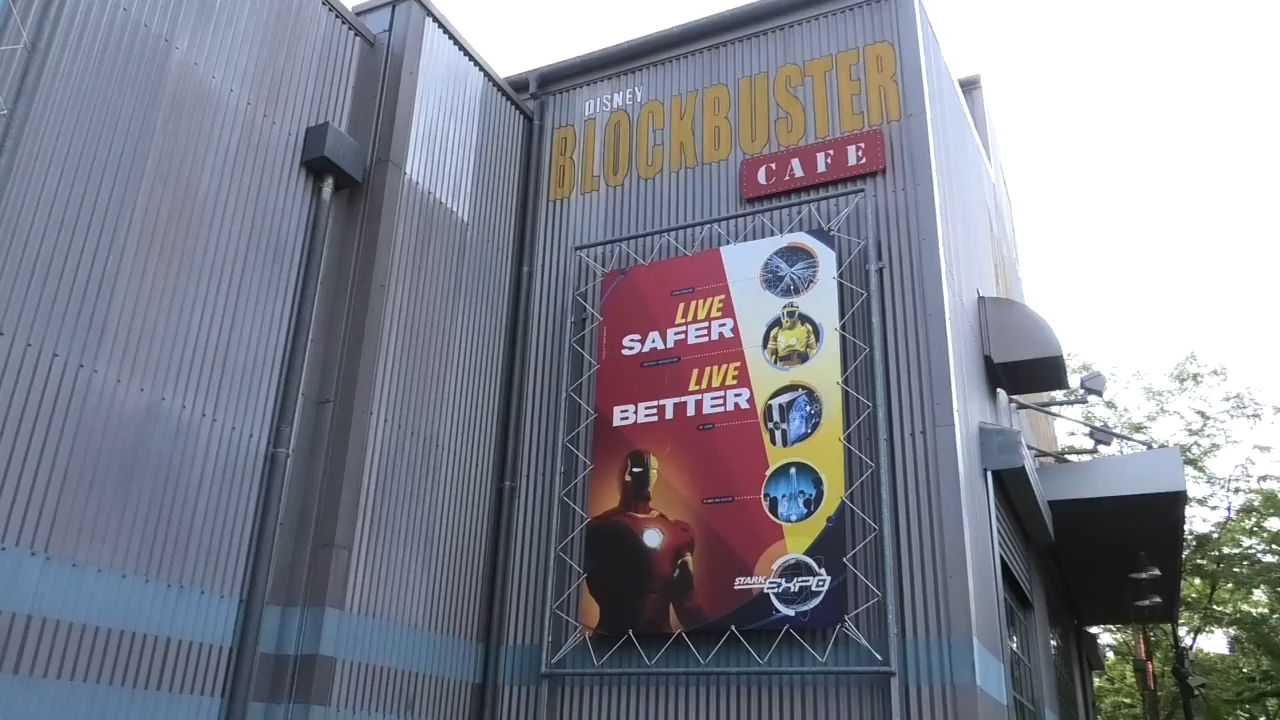 DISNEY
BLOCKBUSTER
CAFE
LIVE
SAFER
LIVE
BETTER
STARK
EXPO